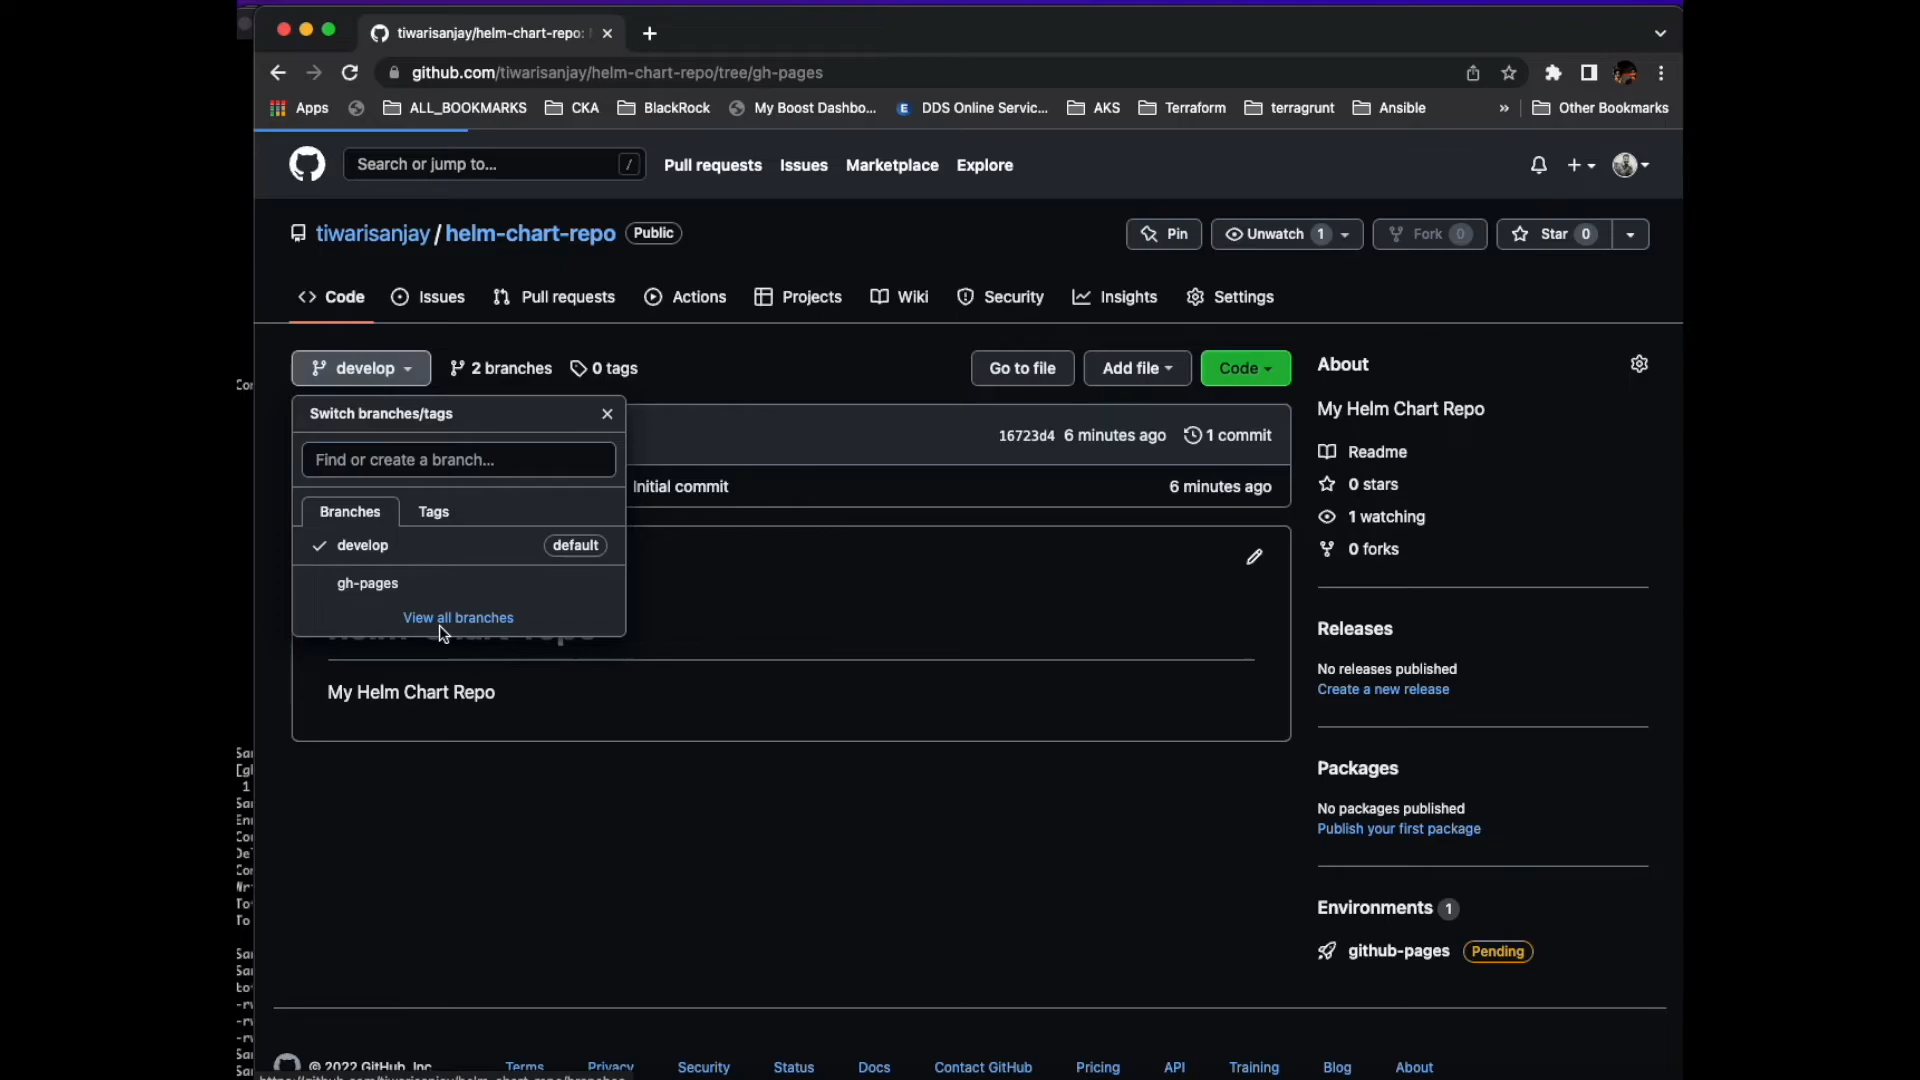 tiwarisanjay/helm-chart-repo:
github.com/tiwarisanjay/helm-chart-repo/tree/gh-pages
Apps ALL_BOOKMARKS CKA BlackRock My Boost Dashbo... E DDS Online Servic... AKS Terraform terragrunt Ansible » Other Bookmarks
Search or jump to... / Pull requests Issues Marketplace Explore
tiwarisanjay / helm-chart-repo Public Pin Unwatch 1 Fork 0 Star 0
Code Issues Pull requests Actions Projects Wiki Security Insights Settings
develop 2 branches 0 tags Go to file Add file Code About
Switch branches/tags
My Helm Chart Repo
16723d4 6 minutes ago 1 commit
Find or create a branch...
Readme
Initial commit 6 minutes ago
0 stars
Branches Tags
1 watching
develop default
0 forks
gh-pages
View all branches
Releases
My Helm Chart Repo
No releases published
Create a new release
Packages
No packages published
Publish your first package
Environments 1
github-pages Pending
© 2022 GitHub, Inc. Terms Privacy Security Status Docs Contact GitHub Pricing API Training Blog About